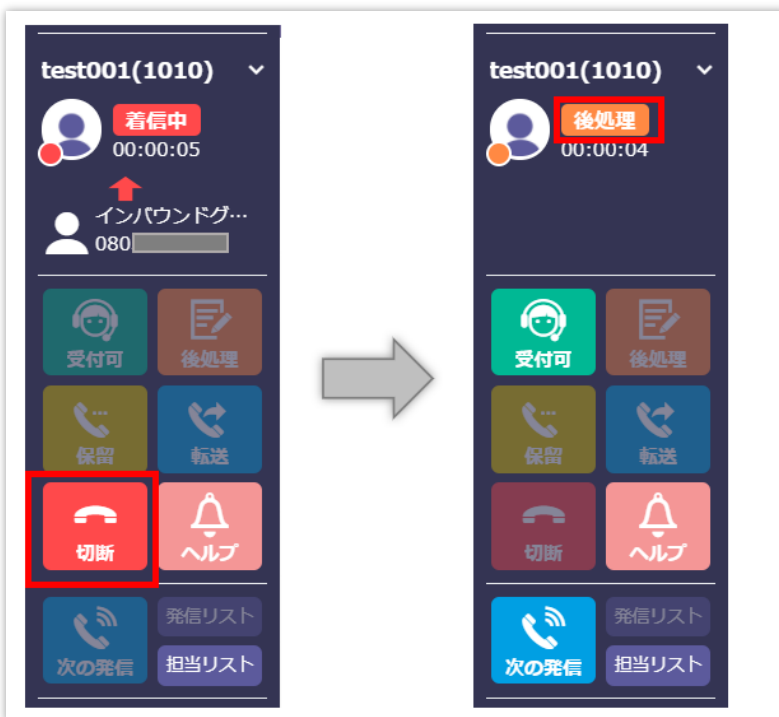 test001(1010)
着信中
00:00:05
インバウンドグ…
080
受付可
後処理
保留
転送
切断
ヘルプ
次の発信
発信リスト
担当リスト
test001(1010)
後処理
00:00:04
受付可
後処理
保留
転送
切断
ヘルプ
次の発信
発信リスト
担当リスト